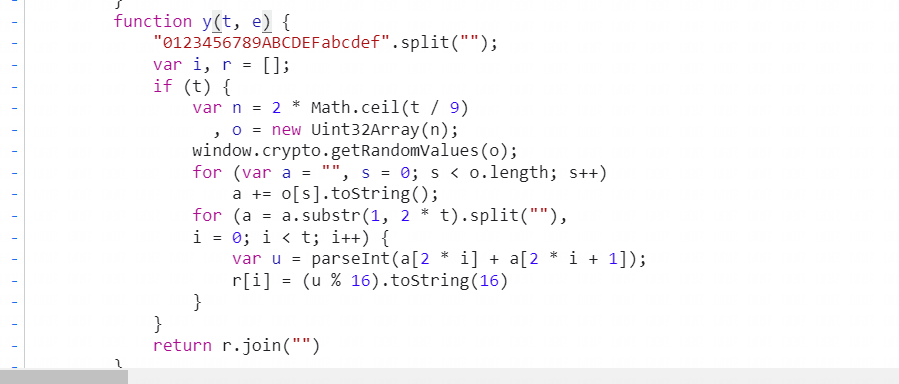 }
function y(t, e) {
"0123456789ABCDEFabcdef".split("");
var i, r = [];
if (t) {
var n = 2 * Math.ceil(t / 9)
, o = new Uint32Array(n);
window.crypto.getRandomValues(o);
for (var a = "", s = 0; s < o.length; s++)
a += o[s].toString();
for (a = a.substr(1, 2 * t).split(""),
i = 0; i < t; i++) {
var u = parseInt(a[2 * i] + a[2 * i + 1]);
r[i] = (u % 16).toString(16)
}
}
return r.join("")
}